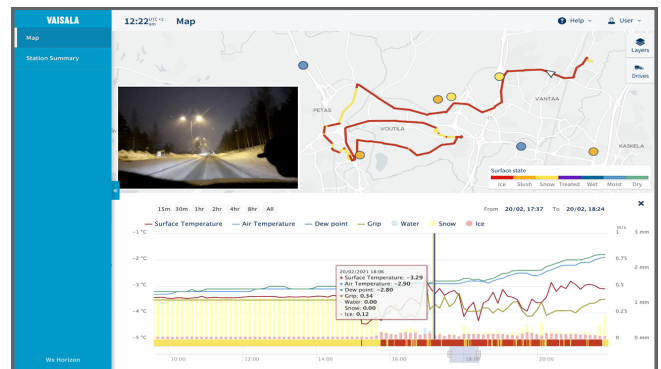 VAISALA
12:22 UTC +2 am Map
Help
User
Map
Station Summary
Layers
Drives
PETAS
VOUTILA
VANTAA
KASKELA
Surface state
Ice Slush Snow Treated Wet Moist Dry
15m 30m 1hr 2hr 4hr 8hr All
From 20/02, 17:37 To 20/02, 18:24
Surface Temperature Air Temperature Dew point Grip Water Snow Ice
m/s
-1 °C 1 3 mm
-2 °C 0.75
2 mm
-3 °C 0.5
1 mm
-4 °C 0.25
-5 °C 0 0 mm
20/02/2021 18:06
Surface Temperature: -3.29
Air Temperature: -2.90
Dew point: -2.80
Grip: 0.34
Water: 0.00
Snow: 0.00
Ice: 0.12
10:00 12:00 14:00 16:00 18:00 20:00
Wx Horizon